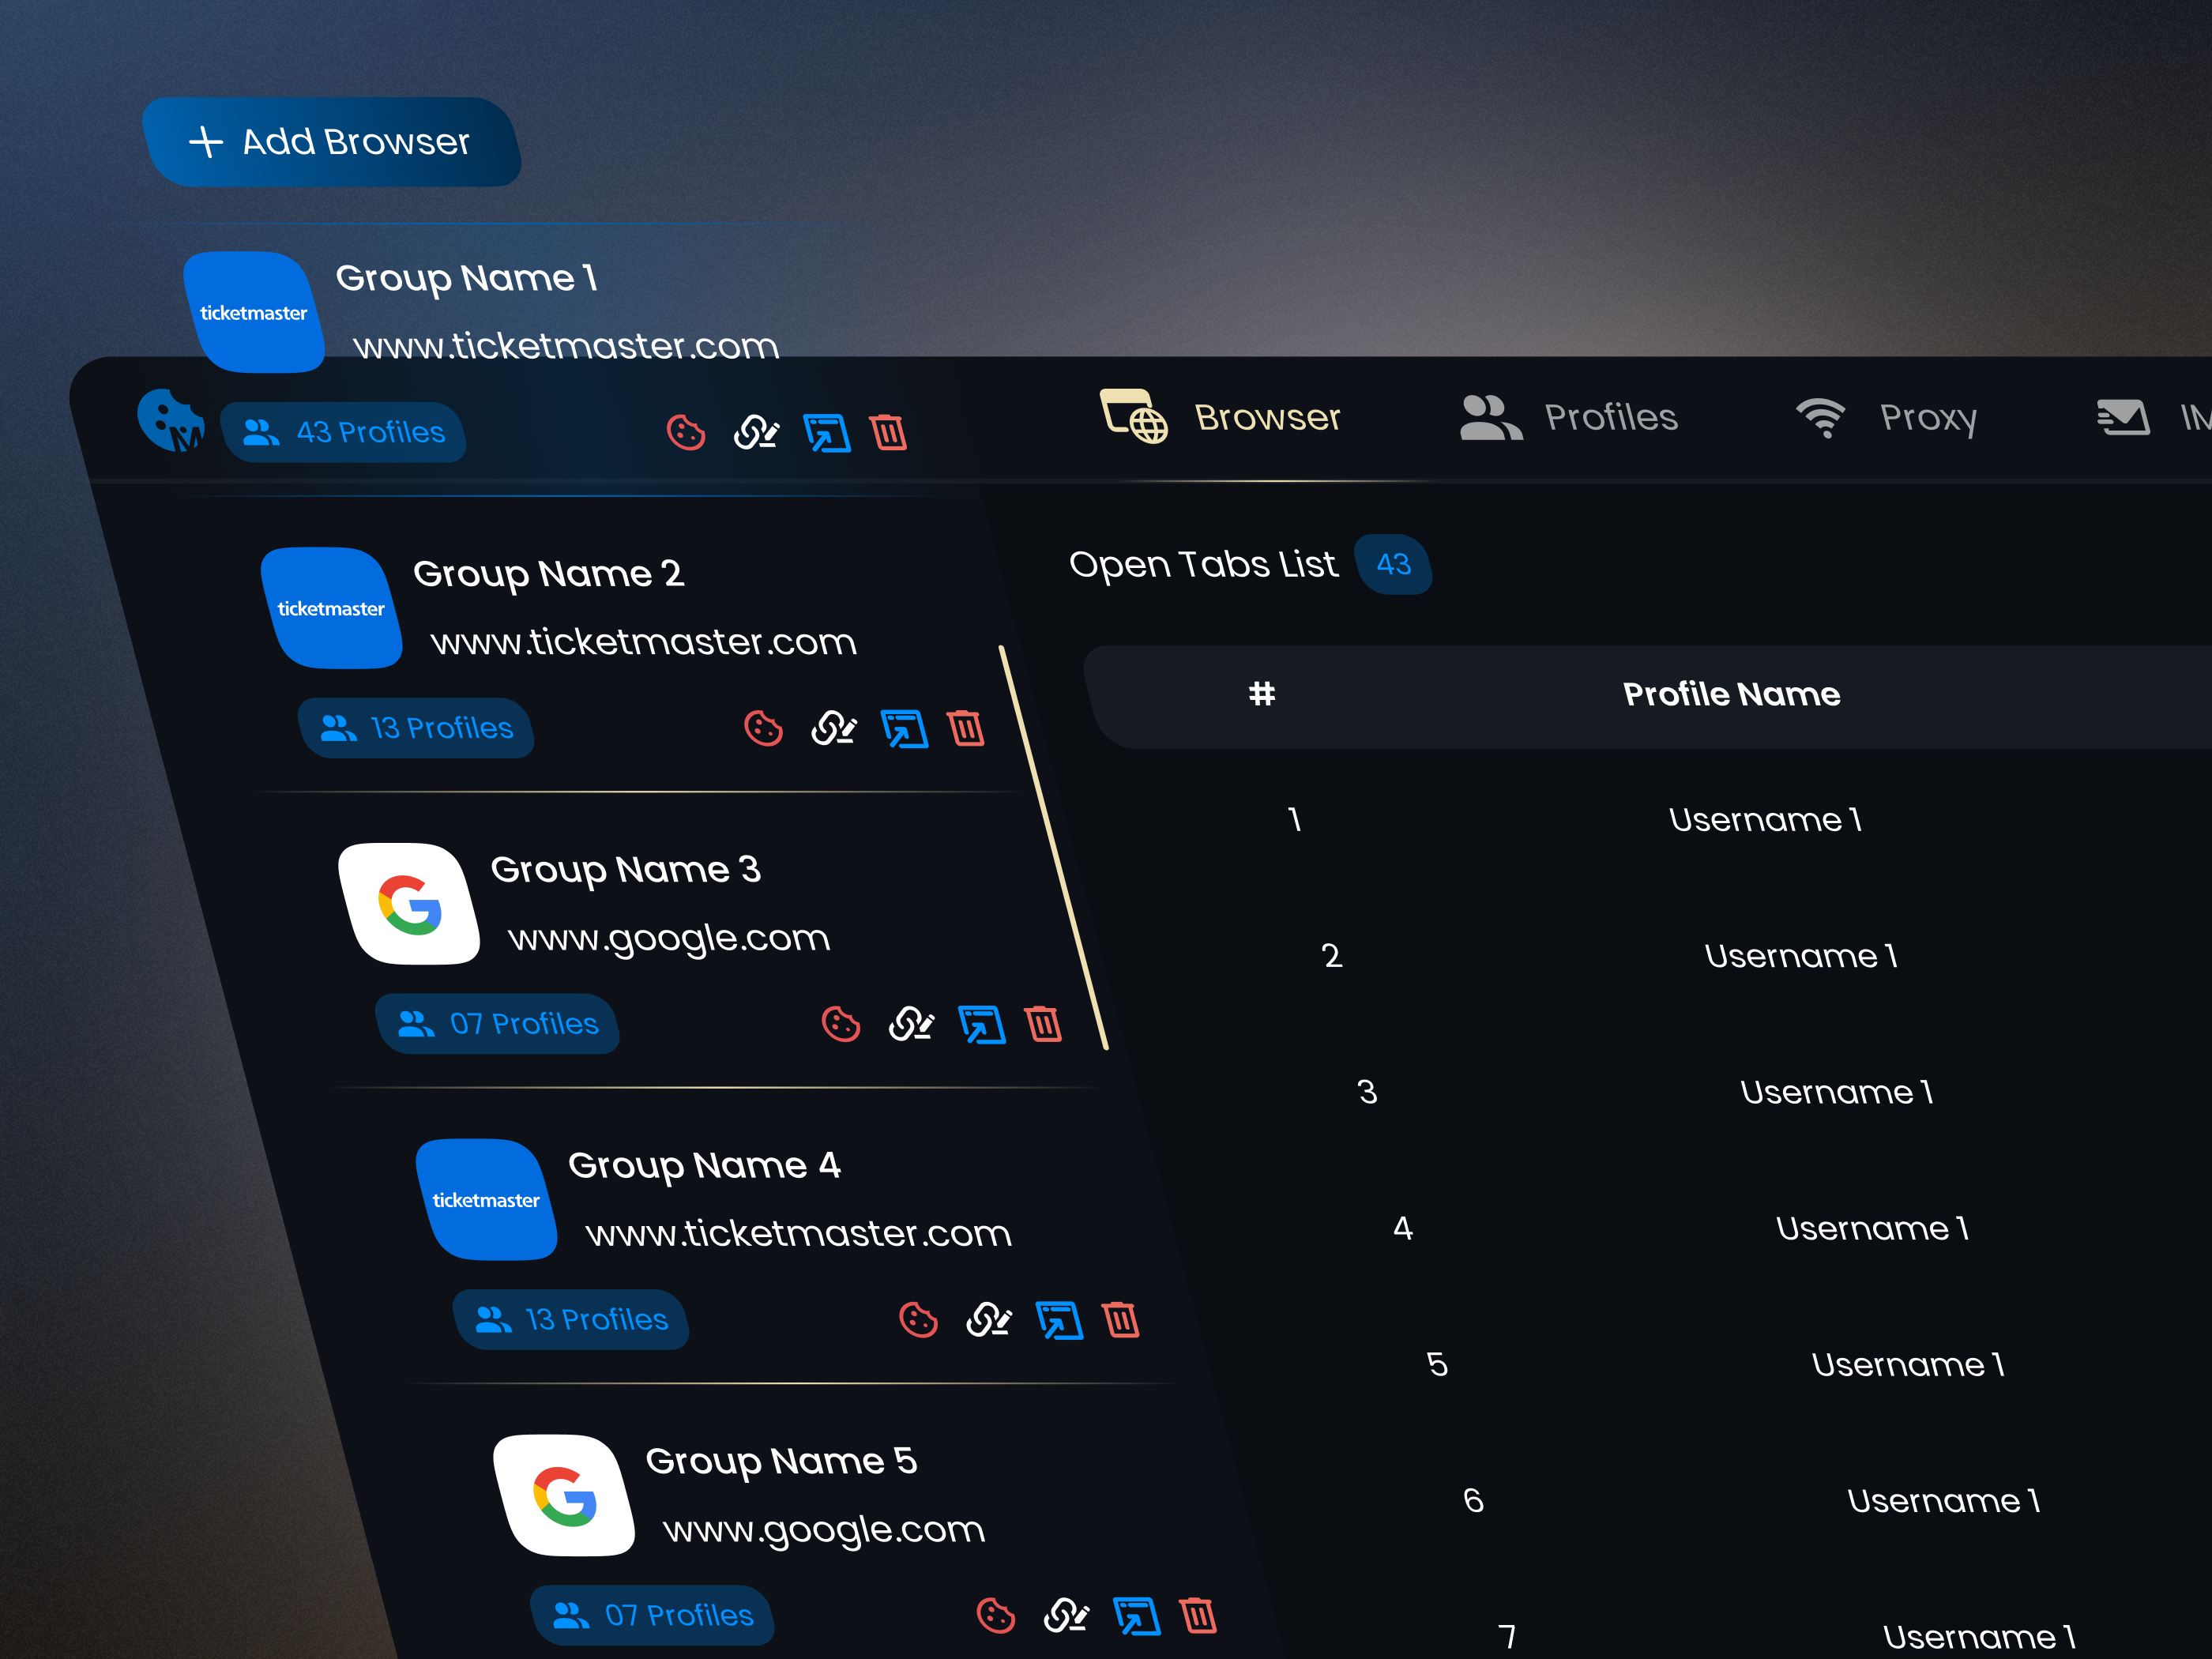 Add Browser
Group Name 1
ticketmaster
www.ticketmaster.com
M
43 Profiles
Browser
Profiles
Proxy
Open Tabs List 43
Group Name 2
ticketmaster
www.ticketmaster.com
13 Profiles
# Profile Name
1 Username 1
2 Username 1
3 Username 1
4 Username 1
5 Username 1
6 Username 1
7 Username 1
Group Name 3
G
www.google.com
07 Profiles
Group Name 4
ticketmaster
www.ticketmaster.com
13 Profiles
Group Name 5
G
www.google.com
07 Profiles